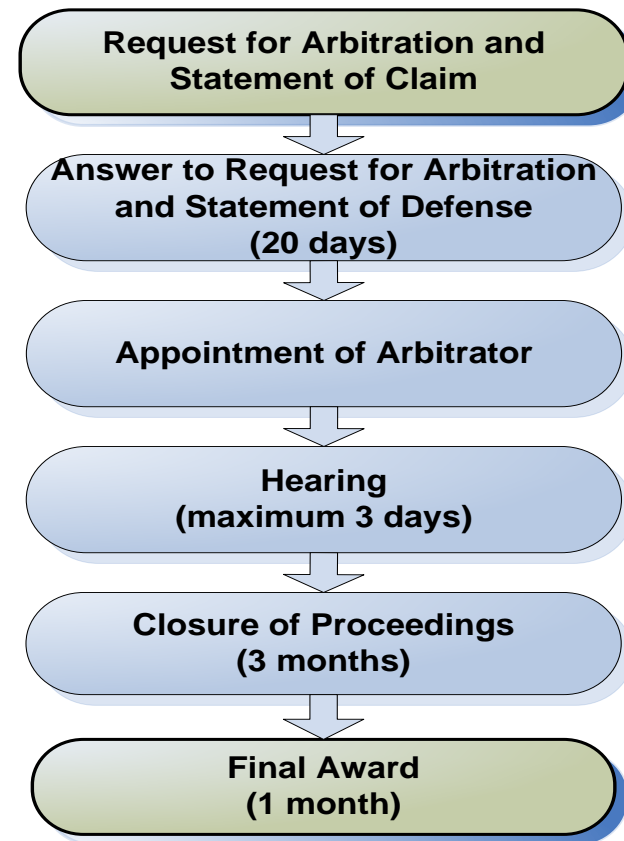 Request for Arbitration and
Statement of Claim
Answer to Request for Arbitration
and Statement of Defense
(20 days)
Appointment of Arbitrator
Hearing
(maximum 3 days)
Closure of Proceedings
(3 months)
Final Award
(1 month)